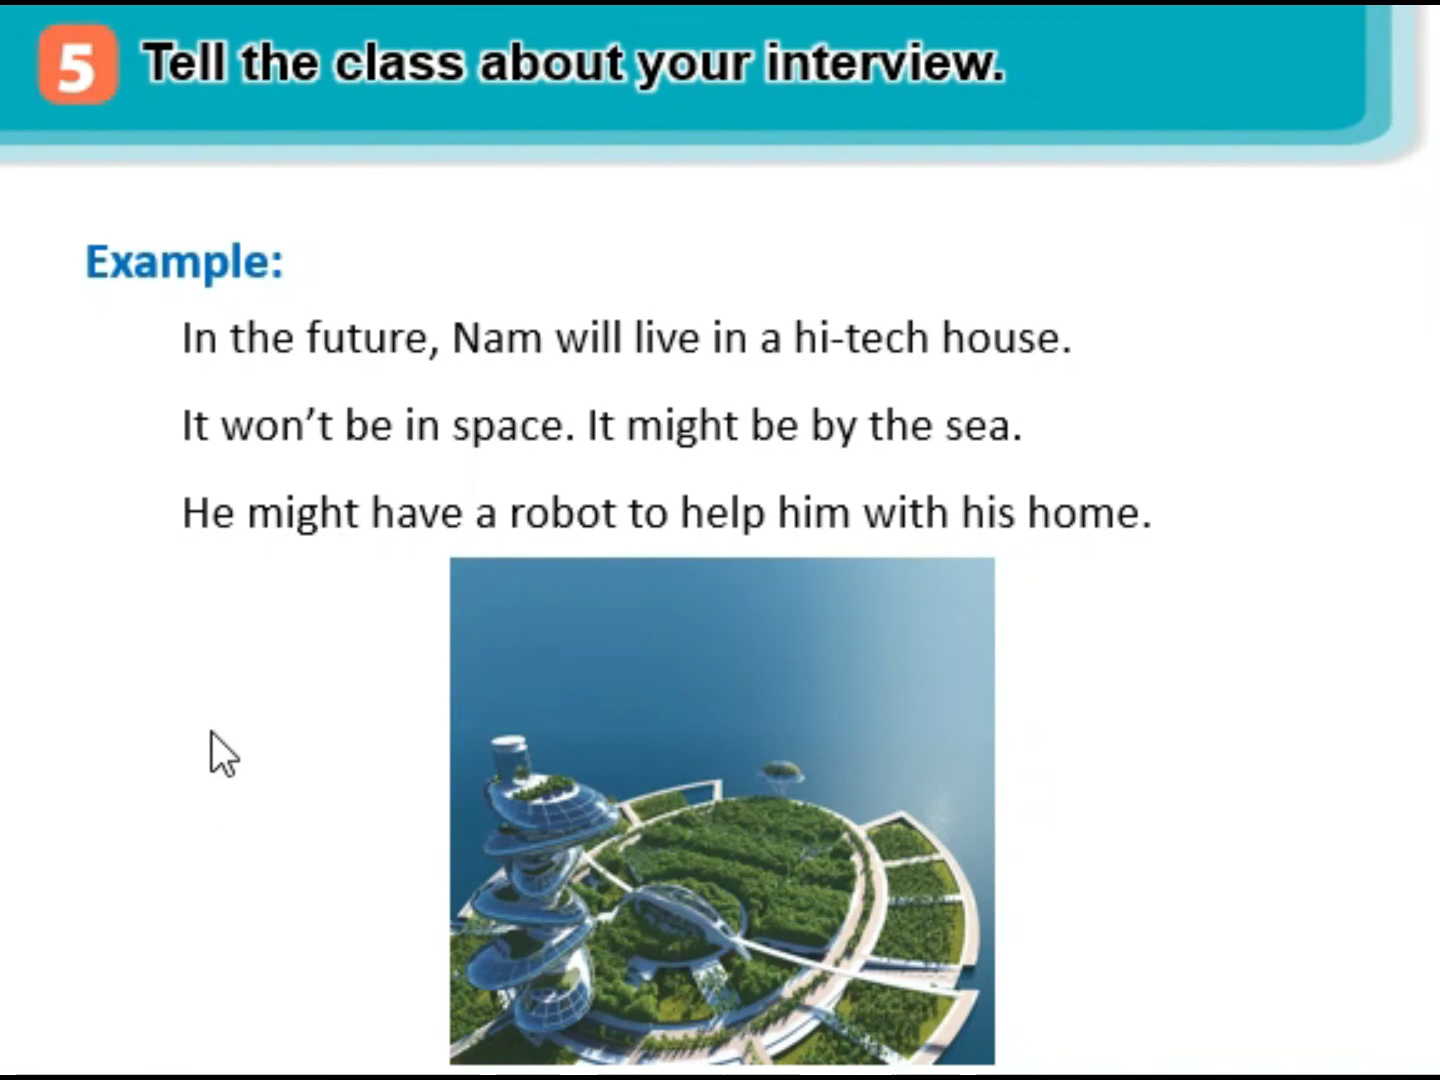 5 Tell the class about your interview.
Example:
In the future, Nam will live in a hi-tech house.
It won’t be in space. It might be by the sea.
He might have a robot to help him with his home.